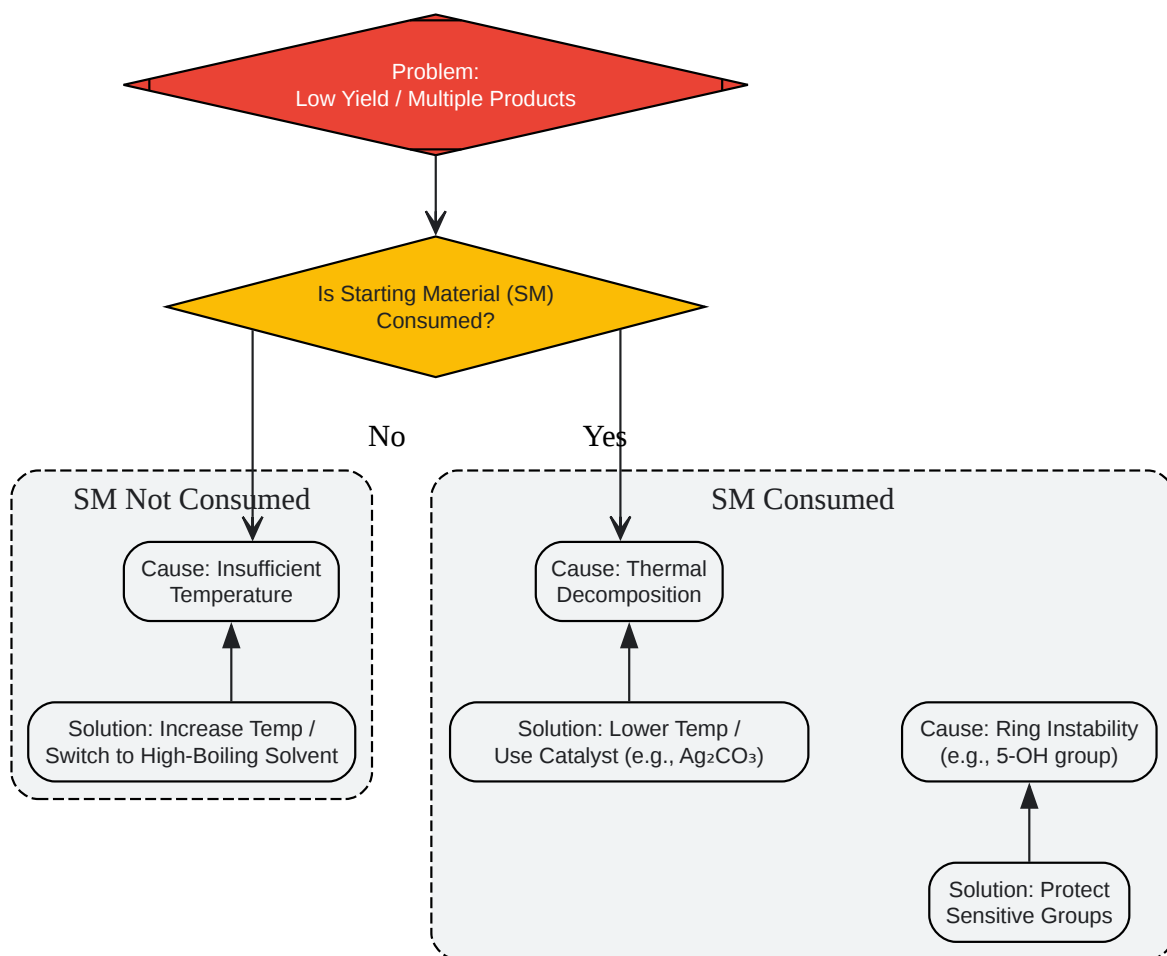 Problem:
Low Yield / Multiple Products
Is Starting Material (SM)
Consumed?
No
Yes
SM Not Consumed
SM Consumed
Cause: Insufficient
Temperature
Cause: Thermal
Decomposition
Solution: Increase Temp /
Switch to High-Boiling Solvent
Solution: Lower Temp /
Use Catalyst (e.g., Ag₂CO₃)
Cause: Ring Instability
(e.g., 5-OH group)
Solution: Protect
Sensitive Groups